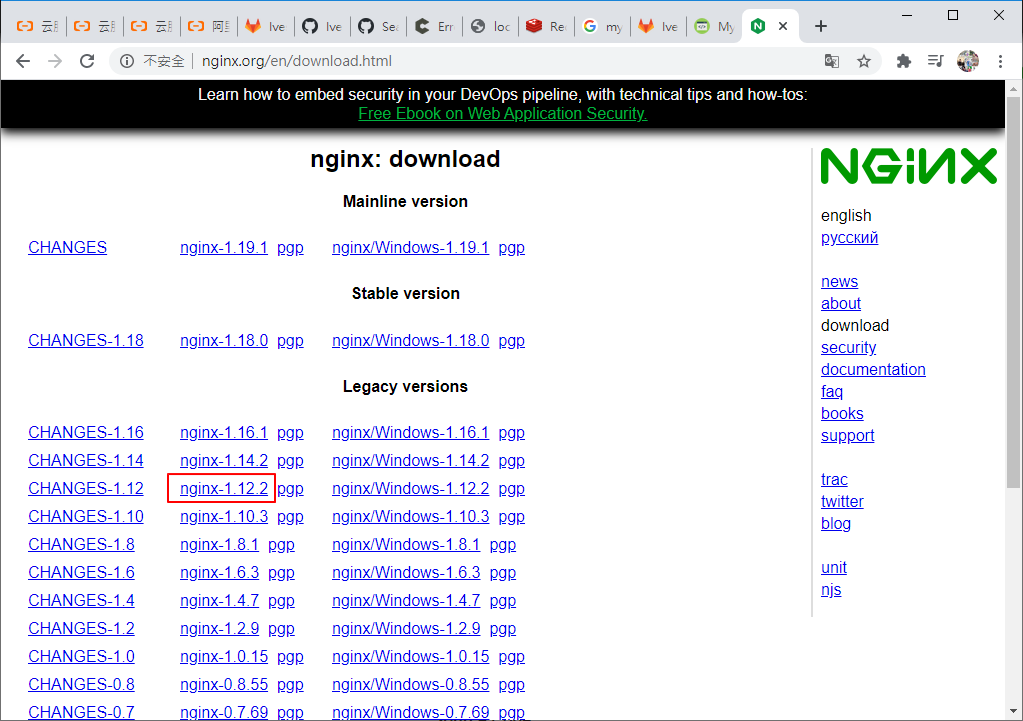 云 云 云 阿 Ive Ive Se Err loc Re my Ive My
不安全 nginx.org/en/download.html
Learn how to embed security in your DevOps pipeline, with technical tips and how-tos:
Free Ebook on Web Application Security.
nginx: download
Mainline version
CHANGES nginx-1.19.1 pgp nginx/Windows-1.19.1 pgp
Stable version
CHANGES-1.18 nginx-1.18.0 pgp nginx/Windows-1.18.0 pgp
Legacy versions
CHANGES-1.16 nginx-1.16.1 pgp nginx/Windows-1.16.1 pgp
CHANGES-1.14 nginx-1.14.2 pgp nginx/Windows-1.14.2 pgp
CHANGES-1.12 nginx-1.12.2 pgp nginx/Windows-1.12.2 pgp
CHANGES-1.10 nginx-1.10.3 pgp nginx/Windows-1.10.3 pgp
CHANGES-1.8 nginx-1.8.1 pgp nginx/Windows-1.8.1 pgp
CHANGES-1.6 nginx-1.6.3 pgp nginx/Windows-1.6.3 pgp
CHANGES-1.4 nginx-1.4.7 pgp nginx/Windows-1.4.7 pgp
CHANGES-1.2 nginx-1.2.9 pgp nginx/Windows-1.2.9 pgp
CHANGES-1.0 nginx-1.0.15 pgp nginx/Windows-1.0.15 pgp
CHANGES-0.8 nginx-0.8.55 pgp nginx/Windows-0.8.55 pgp
CHANGES-0.7 nginx-0.7.69 pgp nginx/Windows-0.7.69 pgp
NGINX
english
русский
news
about
download
security
documentation
faq
books
support
trac
twitter
blog
unit
njs